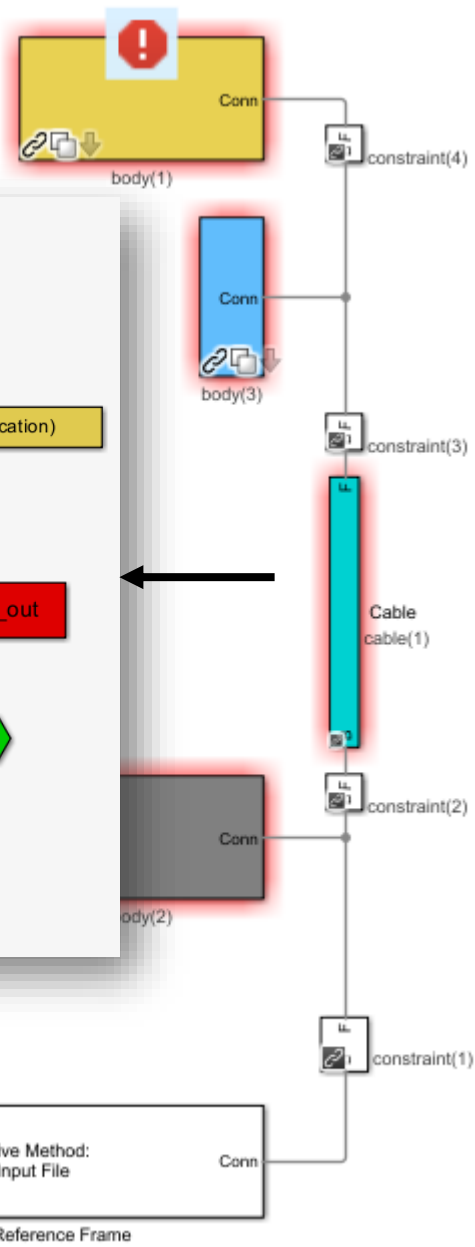 Conn
body(1)
F
constraint(4)
Conn
body(3)
F
constraint(3)
cation)
F
_out
Cable
cable(1)
F
constraint(2)
Conn
ody(2)
F
constraint(1)
lve Method:
Input File
Conn
Reference Frame